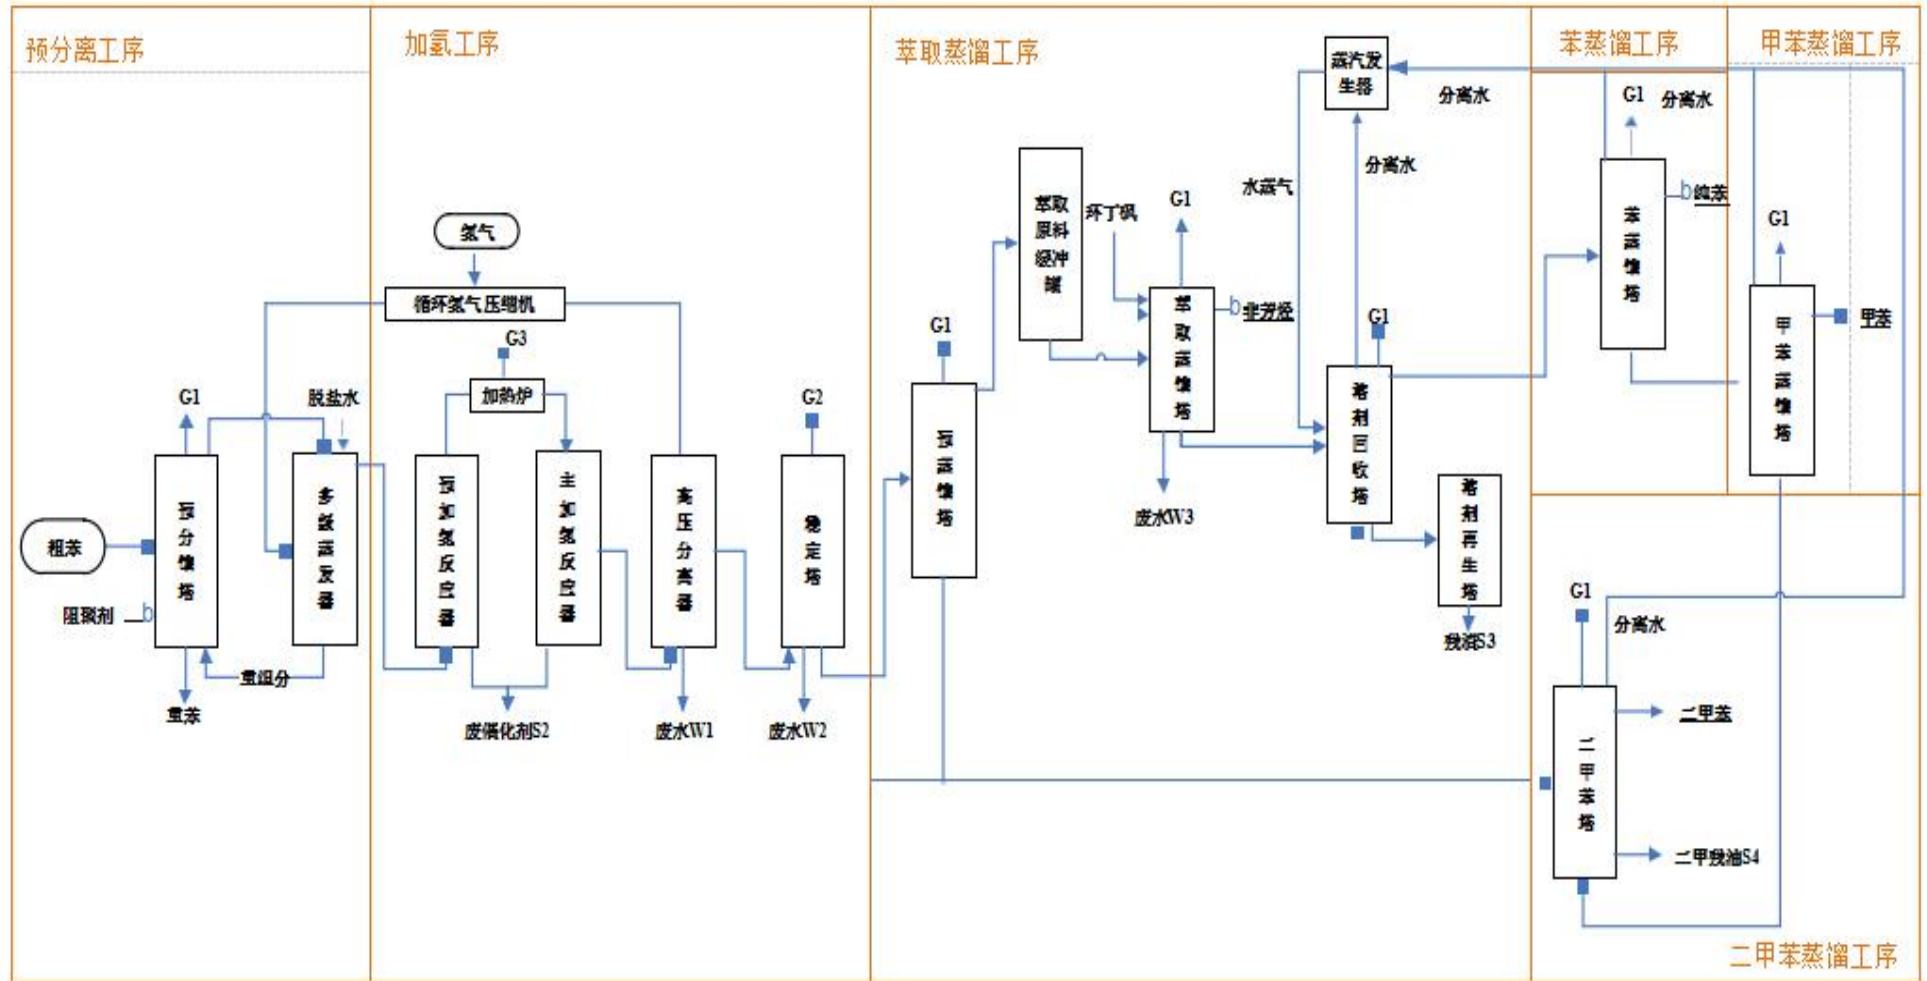 预分离工序
加氢工序
萃取蒸馏工序
苯蒸馏工序
甲苯蒸馏工序
粗苯
阻聚剂
G1
预分馏塔
重苯
重组分
脱盐水
多级蒸发器
氢气
循环氢气压缩机
G3
加热炉
预加氢反应器
主加氢反应器
废催化剂S2
高压分离器
废水W1
G2
稳定塔
废水W2
G1
预蒸馏塔
萃取原料缓冲罐
环丁砜
G1
萃取蒸馏塔
非芳烃
废水W3
蒸汽发生器
水蒸气
分离水
分离水
G1
溶剂回收塔
溶剂再生塔
残渣S3
G1
分离水
苯蒸馏塔
纯苯
G1
甲苯蒸馏塔
甲苯
G1
分离水
二甲苯塔
二甲苯
二甲残油S4
二甲苯蒸馏工序